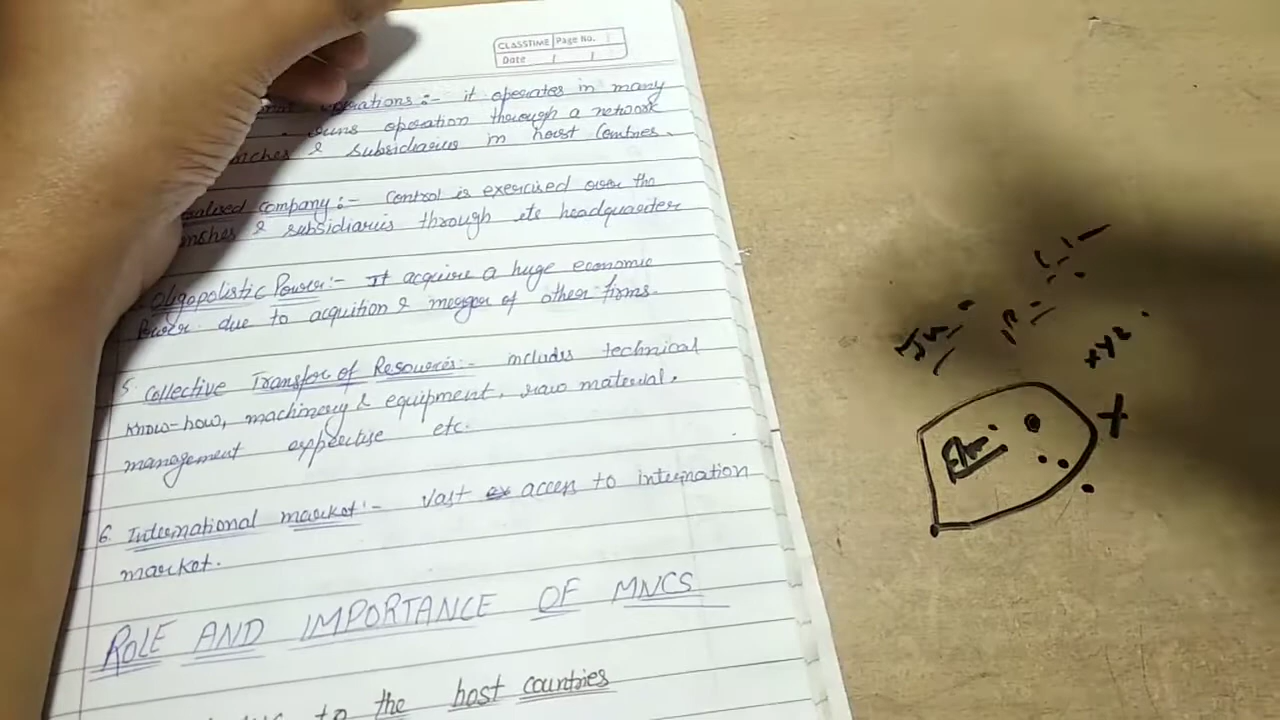 CLASSTIME Page No.
Date / /
operations :- it operates in many
runs operation through a network
& subsidiaries in host Contries.
company :- Control is exercised over the
& subsidiaries through its headquarter
Oligopolistic Power :- It acquire a huge economic
Power due to acquition & merger of other firms.
5. Collective Transfer of Resources :- includes technical
know-how, machinery & equipment, raw material,
management expertise etc.
6. International market :- Vast access to internation
market.
ROLE AND IMPORTANCE OF MNCS
to the host countries
xyz
X